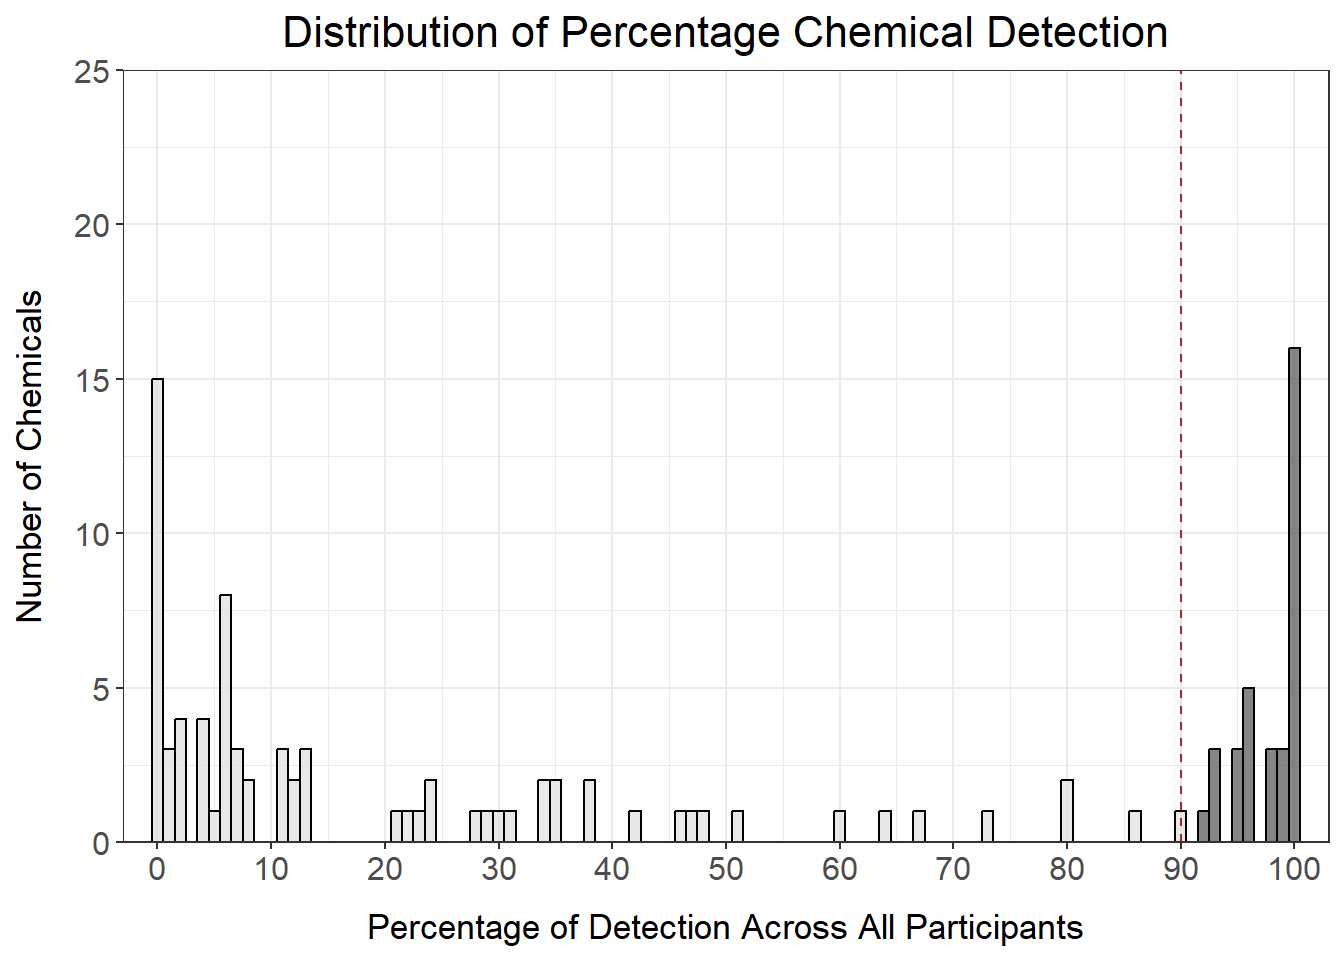 Distribution of Percentage Chemical Detection
25
20
15
10
5
0
Number of Chemicals
0 10 20 30 40 50 60 70 80 90 100
Percentage of Detection Across All Participants